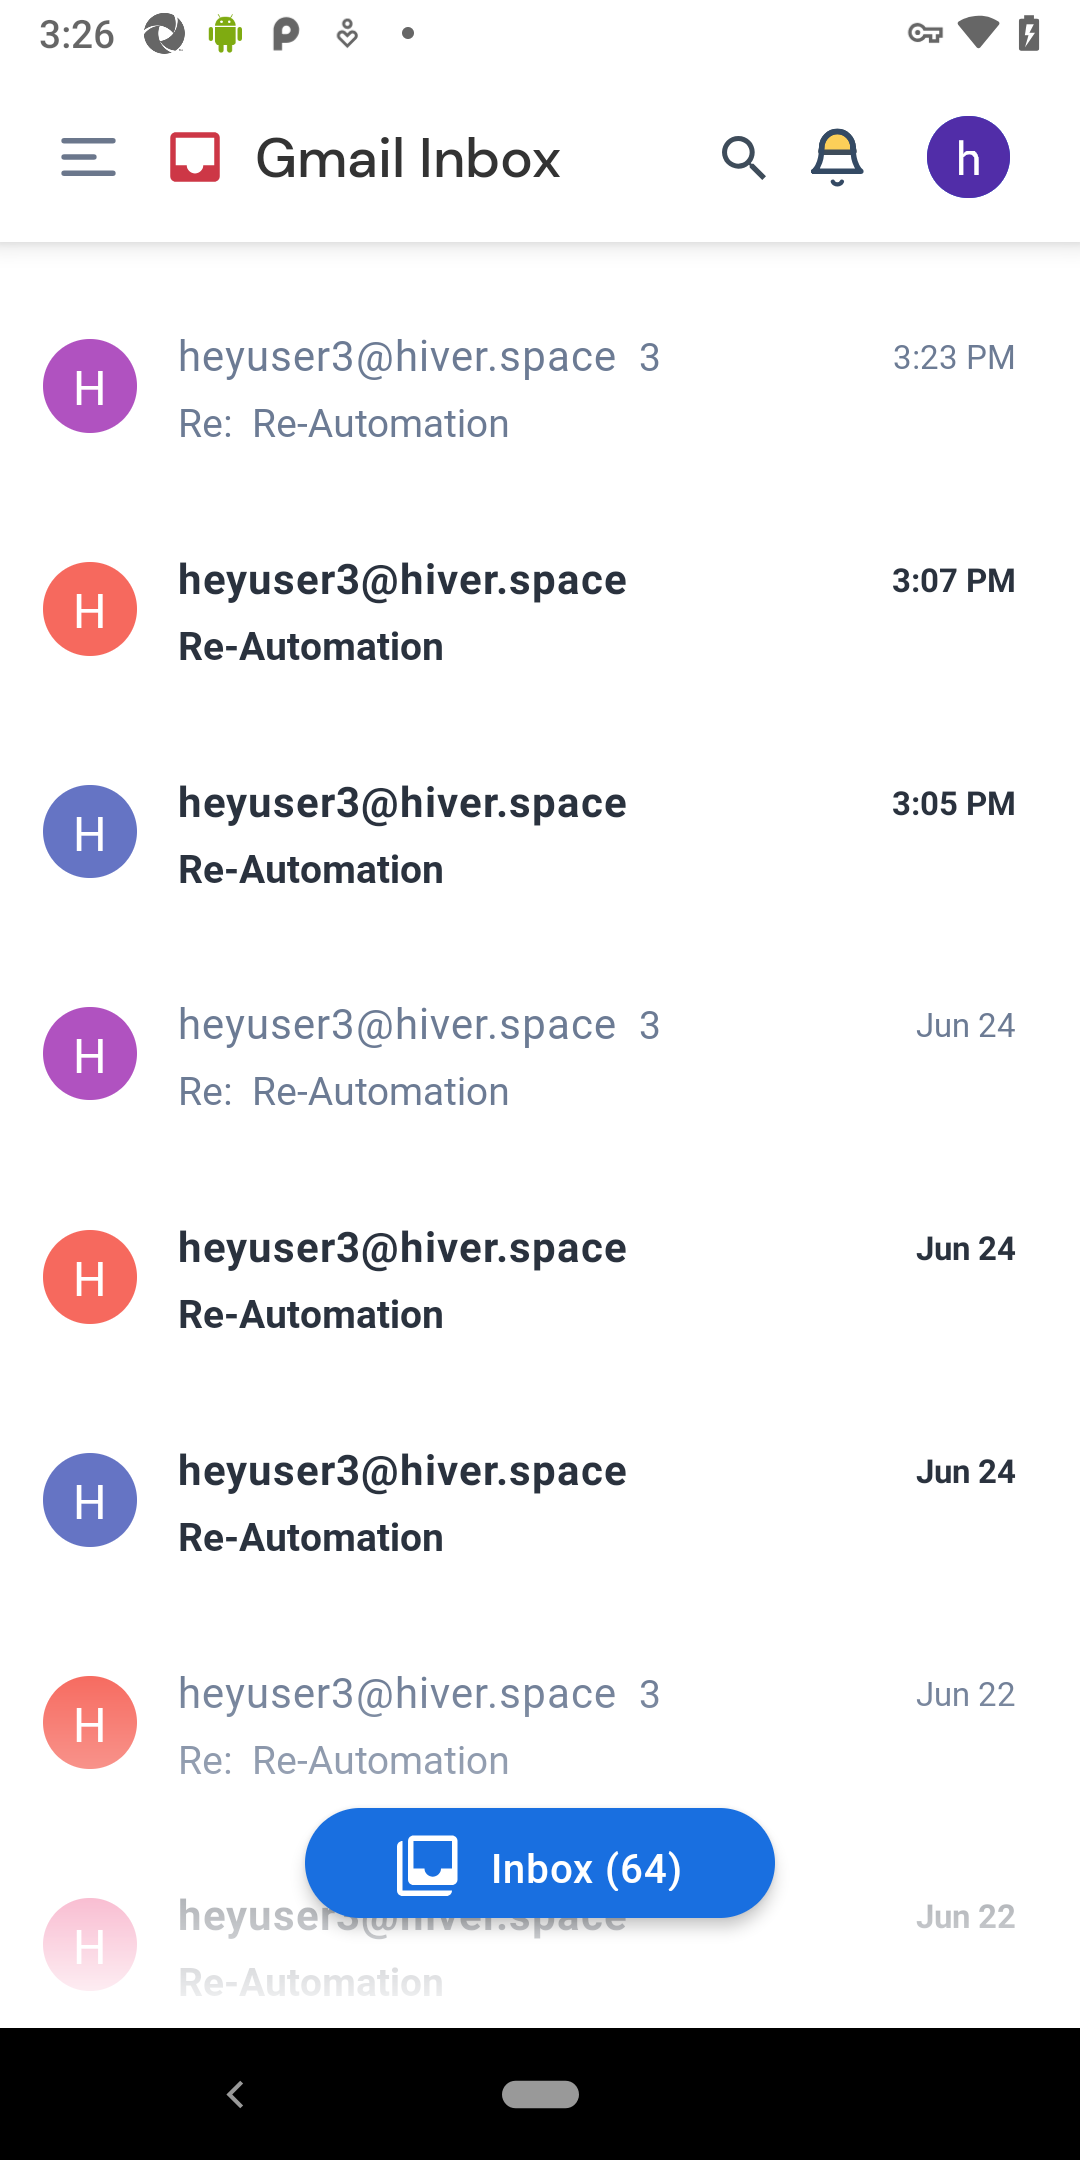 3:26
Gmail Inbox
h
H
heyuser3@hiver.space 3
3:23 PM
Re: Re-Automation
H
heyuser3@hiver.space
3:07 PM
Re-Automation
H
heyuser3@hiver.space
3:05 PM
Re-Automation
H
heyuser3@hiver.space 3
Jun 24
Re: Re-Automation
H
heyuser3@hiver.space
Jun 24
Re-Automation
H
heyuser3@hiver.space
Jun 24
Re-Automation
H
heyuser3@hiver.space 3
Jun 22
Re: Re-Automation
Inbox (64)
H
heyuser3@hiver.space
Jun 22
Re-Automation